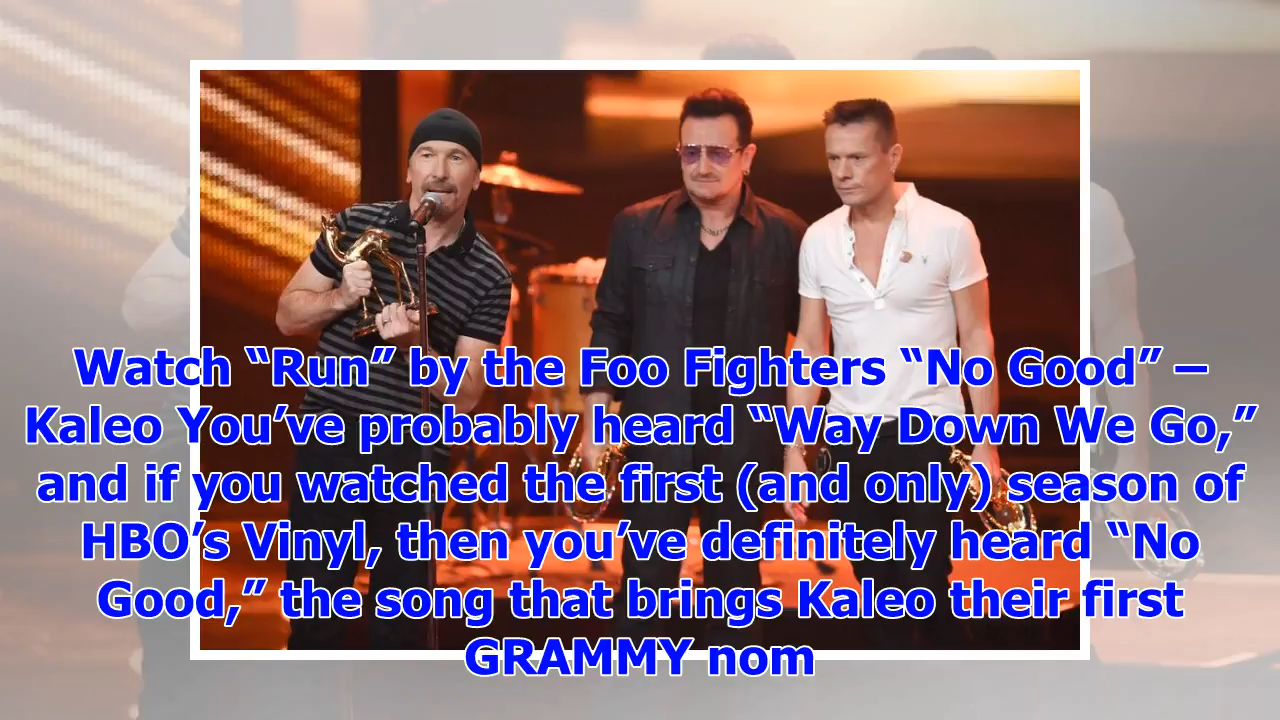 Watch “Run” by the Foo Fighters “No Good” –
Kaleo You’ve probably heard “Way Down We Go,”
and if you watched the first (and only) season of
HBO’s Vinyl, then you’ve definitely heard “No
Good,” the song that brings Kaleo their first
GRAMMY nom